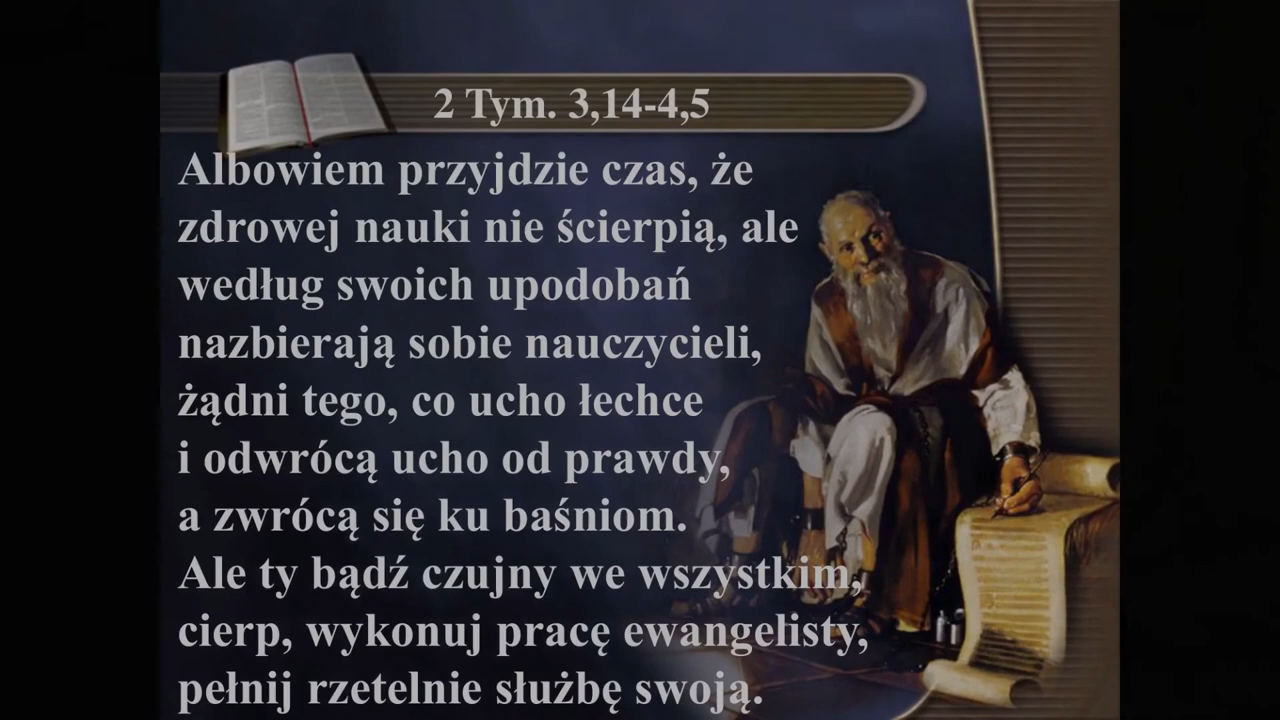 2 Tym. 3,14-4,5
Albowiem przyjdzie czas, że
zdrowej nauki nie ścierpią, ale
według swoich upodobań
nazbierają sobie nauczycieli,
żądni tego, co ucho łechce
i odwrócą ucho od prawdy,
a zwrócą się ku baśniom.
Ale ty bądź czujny we wszystkim,
cierp, wykonuj pracę ewangelisty,
pełnij rzetelnie służbę swoją.